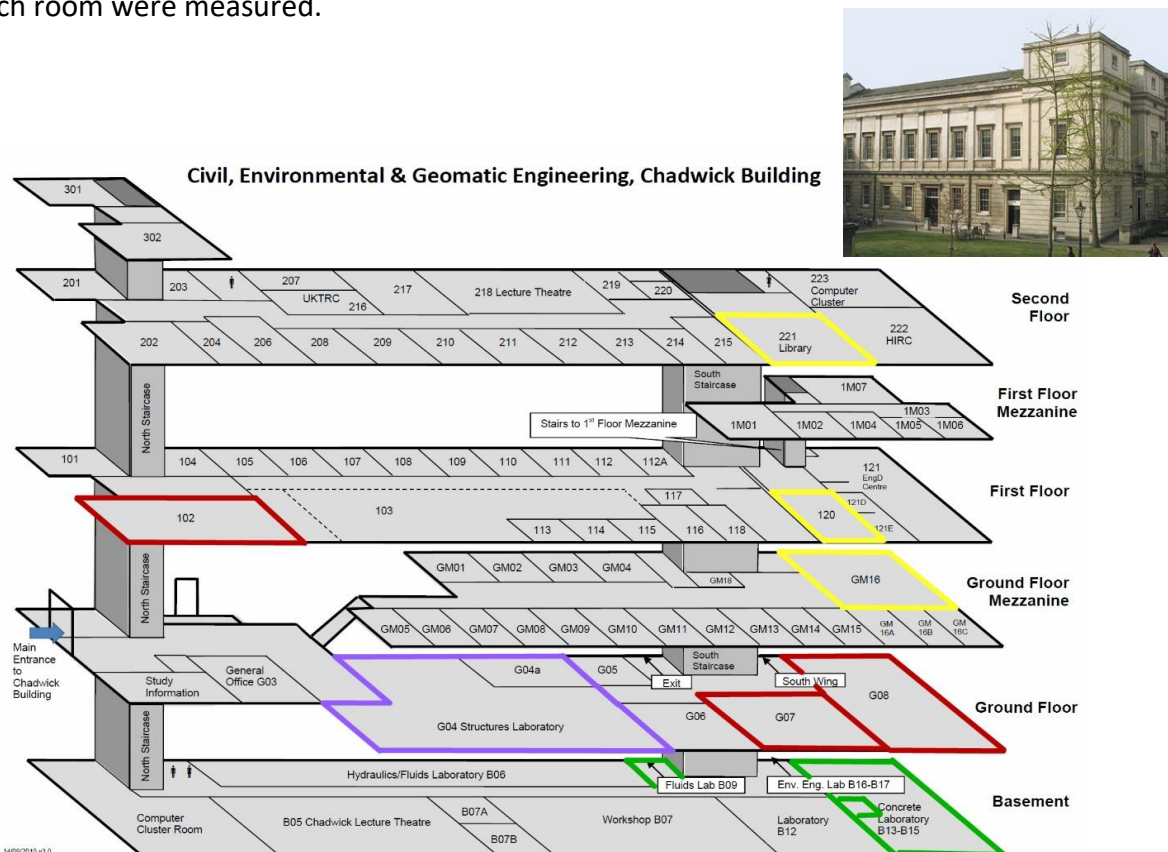 ch room were measured.
Civil, Environmental & Geomatic Engineering, Chadwick Building
301
302
201
203
207
UKTRC
216
217
218 Lecture Theatre
219
220
223
Computer
Cluster
Second
Floor
202
204
206
208
209
210
211
212
213
214
215
221
Library
222
HIRC
North Staircase
South
Staircase
1M07
First Floor
Mezzanine
Stairs to 1st Floor Mezzanine
1M01
1M02
1M04
1M03
1M05
1M06
101
104
105
106
107
108
109
110
111
112
112A
121
EngD
Centre
First Floor
102
103
117
113
114
115
116
118
120
121D
121E
North Staircase
GM01
GM02
GM03
GM04
GM18
GM16
Ground Floor
Mezzanine
GM05
GM06
GM07
GM08
GM09
GM10
GM11
GM12
GM13
GM14
GM15
GM
16A
GM
16B
GM
16C
Main
Entrance
to
Chadwick
Building
Study
Information
General
Office G03
G04a
G05
Exit
South
Staircase
South Wing
G08
G04 Structures Laboratory
G06
G07
Ground Floor
North Staircase
Hydraulics/Fluids Laboratory B06
Fluids Lab B09
Env. Eng. Lab B16-B17
Basement
Computer
Cluster Room
B05 Chadwick Lecture Theatre
B07A
B07B
Workshop B07
Laboratory
B12
Concrete
Laboratory
B13-B15